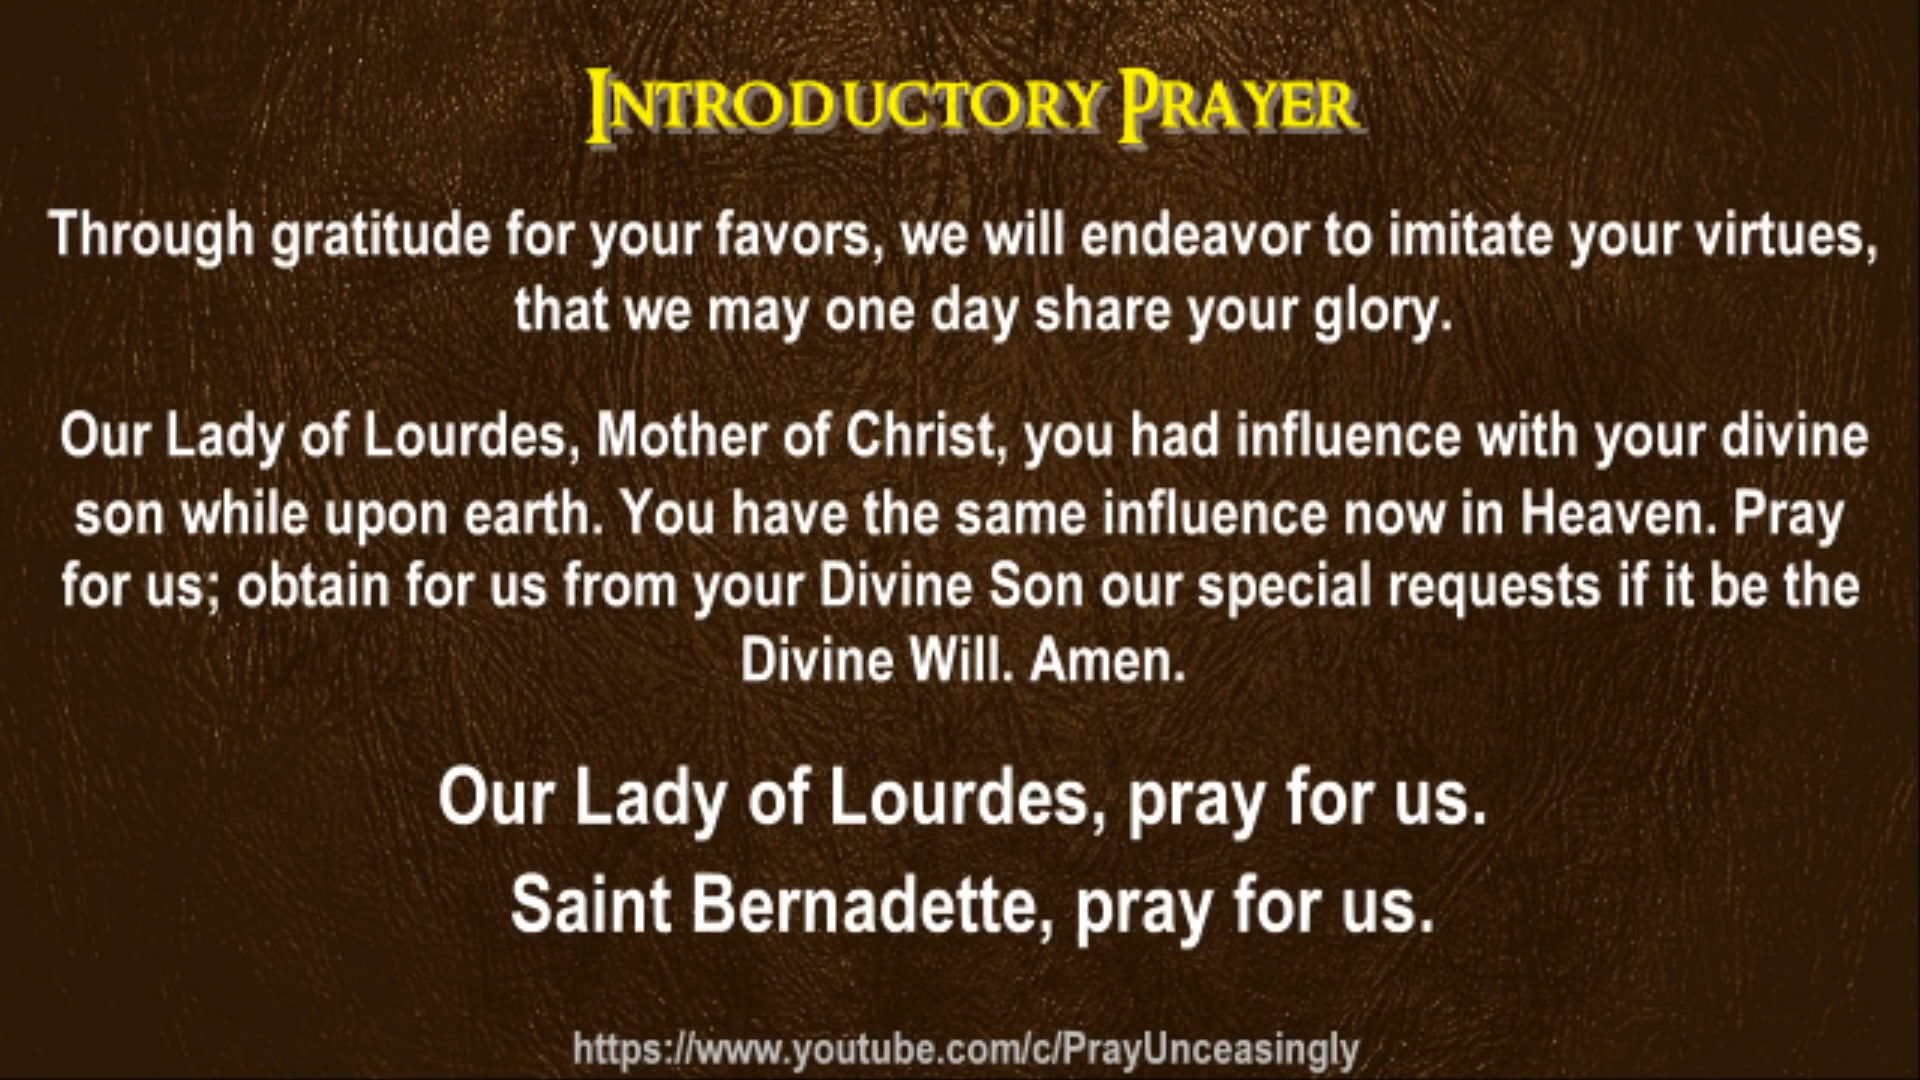 Introductory Prayer
Through gratitude for your favors, we will endeavor to imitate your virtues,
that we may one day share your glory.
Our Lady of Lourdes, Mother of Christ, you had influence with your divine
son while upon earth. You have the same influence now in Heaven. Pray
for us; obtain for us from your Divine Son our special requests if it be the
Divine Will. Amen.
Our Lady of Lourdes, pray for us.
Saint Bernadette, pray for us.
https://www.youtube.com/c/PrayUnceasingly